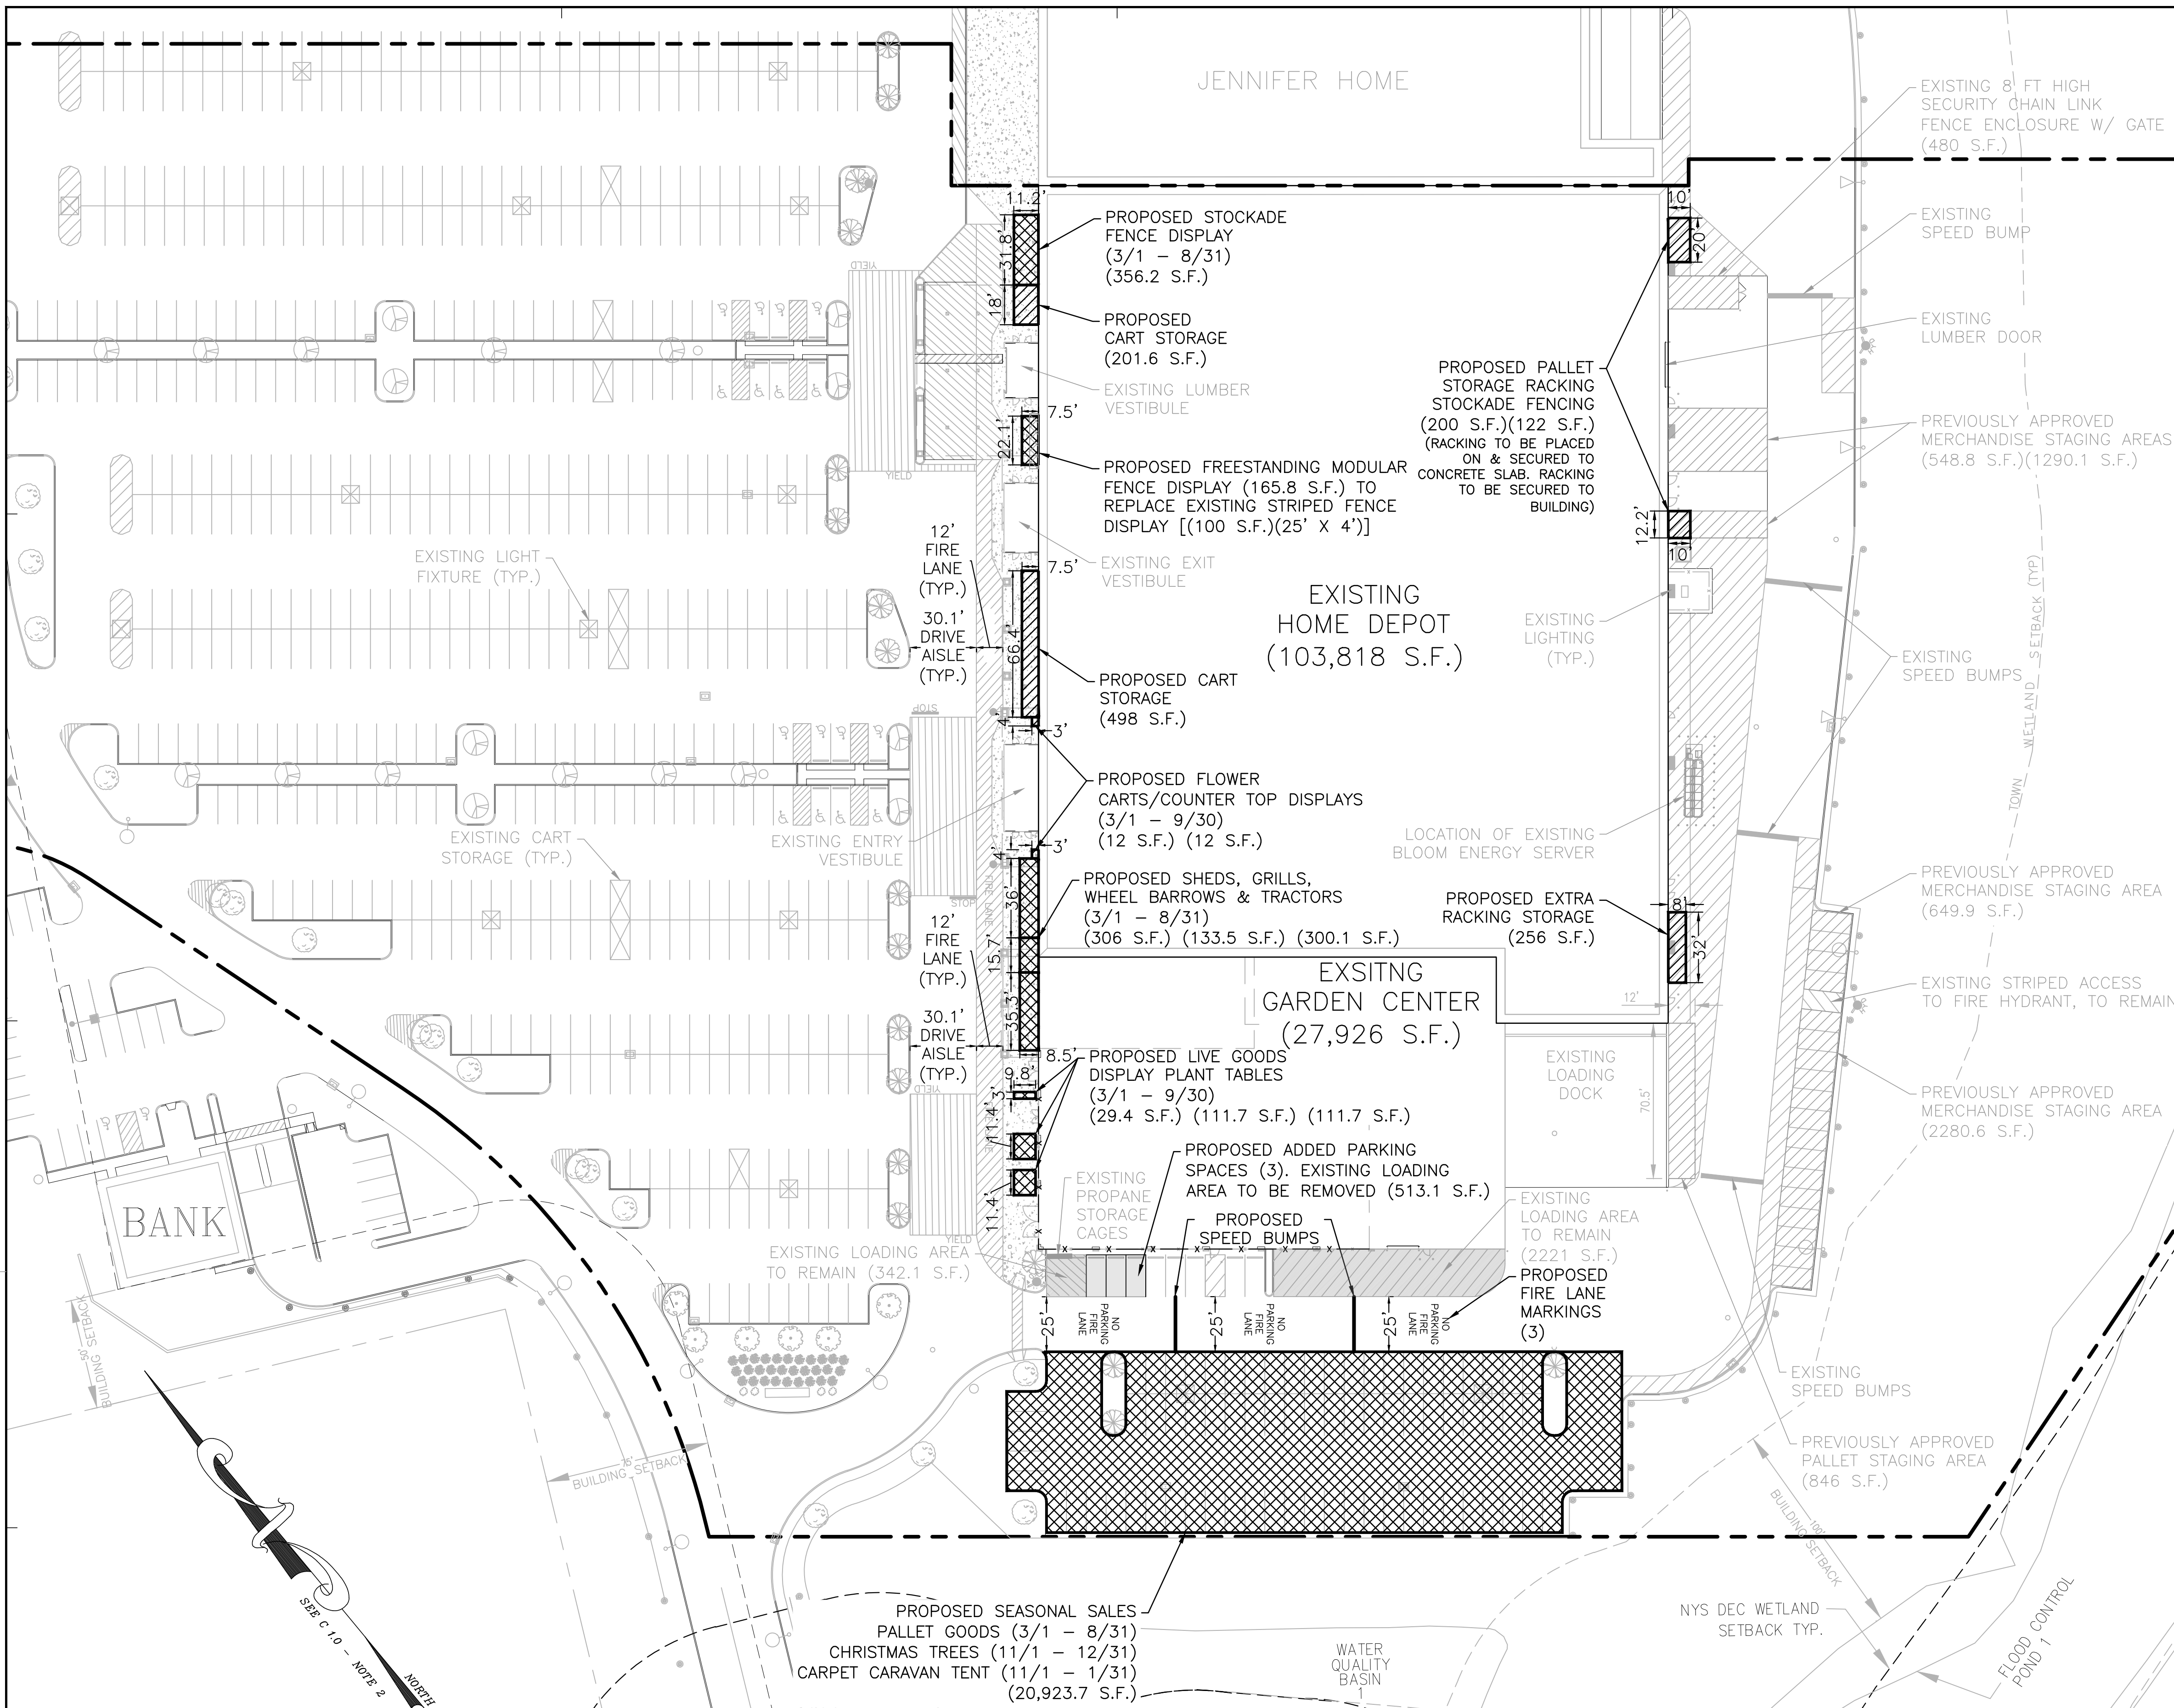 JENNIFER HOME
EXISTING 8 FT HIGH
SECURITY CHAIN LINK
FENCE ENCLOSURE W/ GATE
(480 S.F.)
11.2'
31.8'
18'
PROPOSED STOCKADE
FENCE DISPLAY
(3/1 - 8/31)
(356.2 S.F.)
10'
20'
EXISTING
SPEED BUMP
YIELD
PROPOSED
CART STORAGE
(201.6 S.F.)
EXISTING
LUMBER DOOR
EXISTING LUMBER
VESTIBULE
PROPOSED PALLET
STORAGE RACKING
STOCKADE FENCING
(200 S.F.)(122 S.F.)
(RACKING TO BE PLACED
ON & SECURED TO
CONCRETE SLAB. RACKING
TO BE SECURED TO
BUILDING)
7.5'
22.1'
PREVIOUSLY APPROVED
MERCHANDISE STAGING AREAS
(548.8 S.F.)(1290.1 S.F.)
YIELD
PROPOSED FREESTANDING MODULAR
FENCE DISPLAY (165.8 S.F.) TO
REPLACE EXISTING STRIPED FENCE
DISPLAY [(100 S.F.)(25' X 4')]
12.2'
10'
EXISTING LIGHT
FIXTURE (TYP.)
12'
FIRE
LANE
(TYP.)
EXISTING EXIT
VESTIBULE
7.5'
66.4'
EXISTING
HOME DEPOT
(103,818 S.F.)
30.1'
DRIVE
AISLE
(TYP.)
EXISTING
LIGHTING
(TYP.)
TOWN WETLAND SETBACK (TYP)
EXISTING
SPEED BUMPS
PROPOSED CART
STORAGE
(498 S.F.)
STOP
4'
3'
PROPOSED FLOWER
CARTS/COUNTER TOP DISPLAYS
(3/1 - 9/30)
(12 S.F.) (12 S.F.)
EXISTING CART
STORAGE (TYP.)
EXISTING ENTRY
VESTIBULE
LOCATION OF EXISTING
BLOOM ENERGY SERVER
4'
3'
STOP
FIRE LANE
36'
15.7'
35.3'
PROPOSED SHEDS, GRILLS,
WHEEL BARROWS & TRACTORS
(3/1 - 8/31)
(306 S.F.) (133.5 S.F.) (300.1 S.F.)
PROPOSED EXTRA
RACKING STORAGE
(256 S.F.)
8'
32'
PREVIOUSLY APPROVED
MERCHANDISE STAGING AREA
(649.9 S.F.)
12'
FIRE
LANE
(TYP.)
EXSITNG
GARDEN CENTER
(27,926 S.F.)
12'
EXISTING STRIPED ACCESS
TO FIRE HYDRANT, TO REMAIN
30.1'
DRIVE
AISLE
(TYP.)
8.5'
9.8'
3'
11.4'
11.4'
YIELD
PROPOSED LIVE GOODS
DISPLAY PLANT TABLES
(3/1 - 9/30)
(29.4 S.F.) (111.7 S.F.) (111.7 S.F.)
EXISTING
LOADING
DOCK
70.5'
PREVIOUSLY APPROVED
MERCHANDISE STAGING AREA
(2280.6 S.F.)
PROPOSED ADDED PARKING
SPACES (3). EXISTING LOADING
AREA TO BE REMOVED (513.1 S.F.)
EXISTING
PROPANE
STORAGE
CAGES
PROPOSED
SPEED BUMPS
EXISTING
LOADING AREA
TO REMAIN
(2221 S.F.)
BANK
YIELD
EXISTING LOADING AREA
TO REMAIN (342.1 S.F.)
PROPOSED
FIRE LANE
MARKINGS
(3)
25'
NO
PARKING
FIRE
LANE
25'
NO
PARKING
FIRE
LANE
25'
NO
PARKING
FIRE
LANE
50'
BUILDING SETBACK
EXISTING
SPEED BUMPS
75'
BUILDING SETBACK
PREVIOUSLY APPROVED
PALLET STAGING AREA
(846 S.F.)
100'
BUILDING SETBACK
SEE C 1.0 - NOTE 2
NORTH
PROPOSED SEASONAL SALES
PALLET GOODS (3/1 - 8/31)
CHRISTMAS TREES (11/1 - 12/31)
CARPET CARAVAN TENT (11/1 - 1/31)
(20,923.7 S.F.)
WATER
QUALITY
BASIN
1
NYS DEC WETLAND
SETBACK TYP.
FLOOD CONTROL
POND 1